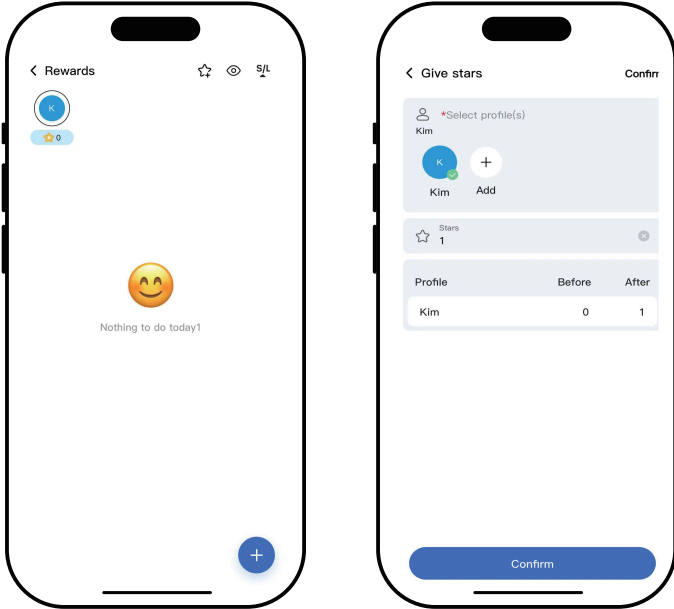 Rewards
S/L
K
0
Nothing to do today1
Give stars
Confirr
*Select profile(s)
Kim
K
Kim
Add
Stars
1
Profile Before After
Kim 0 1
Confirm